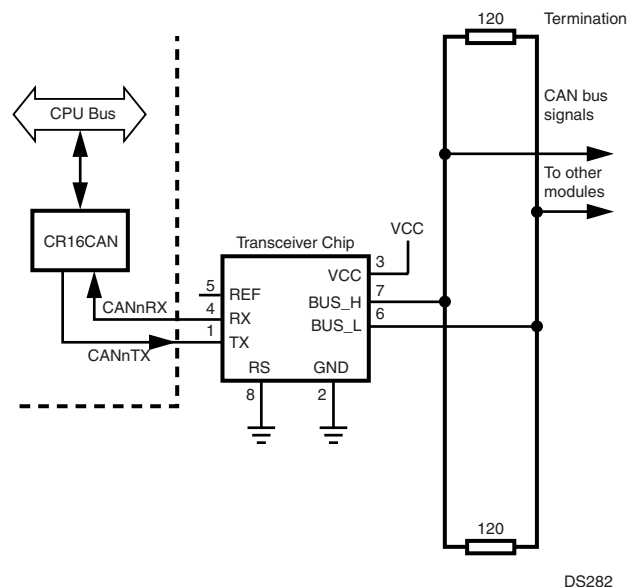 120
Termination
CPU Bus
CAN bus
signals
To other
modules
CR16CAN
Transceiver Chip
VCC
3
VCC
5
REF
7
BUS_H
CANnRX
4
RX
6
BUS_L
1
TX
CANnTX
RS
GND
8
2
120
DS282